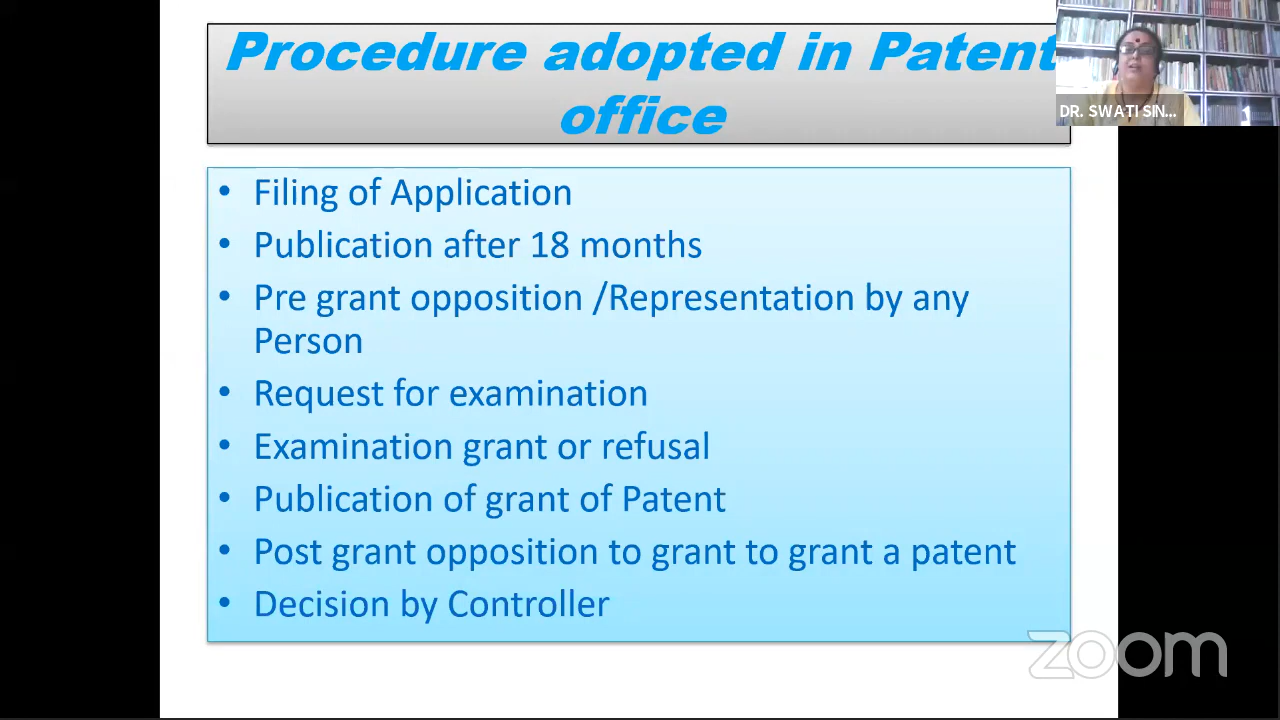 Procedure adopted in Patent
office
DR. SWATI SIN...
• Filing of Application
• Publication after 18 months
• Pre grant opposition /Representation by any
Person
• Request for examination
• Examination grant or refusal
• Publication of grant of Patent
• Post grant opposition to grant to grant a patent
• Decision by Controller
zoom